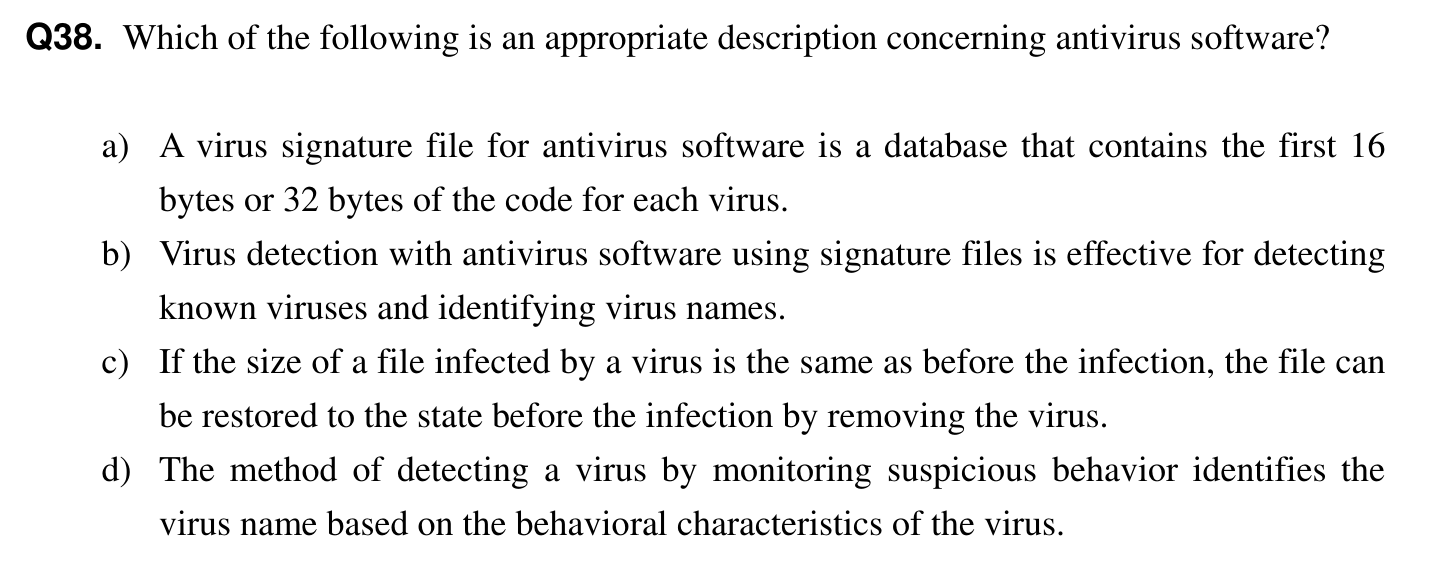 Q38. Which of the following is an appropriate description concerning antivirus software?
a) A virus signature file for antivirus software is a database that contains the first 16
bytes or 32 bytes of the code for each virus.
b) Virus detection with antivirus software using signature files is effective for detecting
known viruses and identifying virus names.
c) If the size of a file infected by a virus is the same as before the infection, the file can
be restored to the state before the infection by removing the virus.
d) The method of detecting a virus by monitoring suspicious behavior identifies the
virus name based on the behavioral characteristics of the virus.